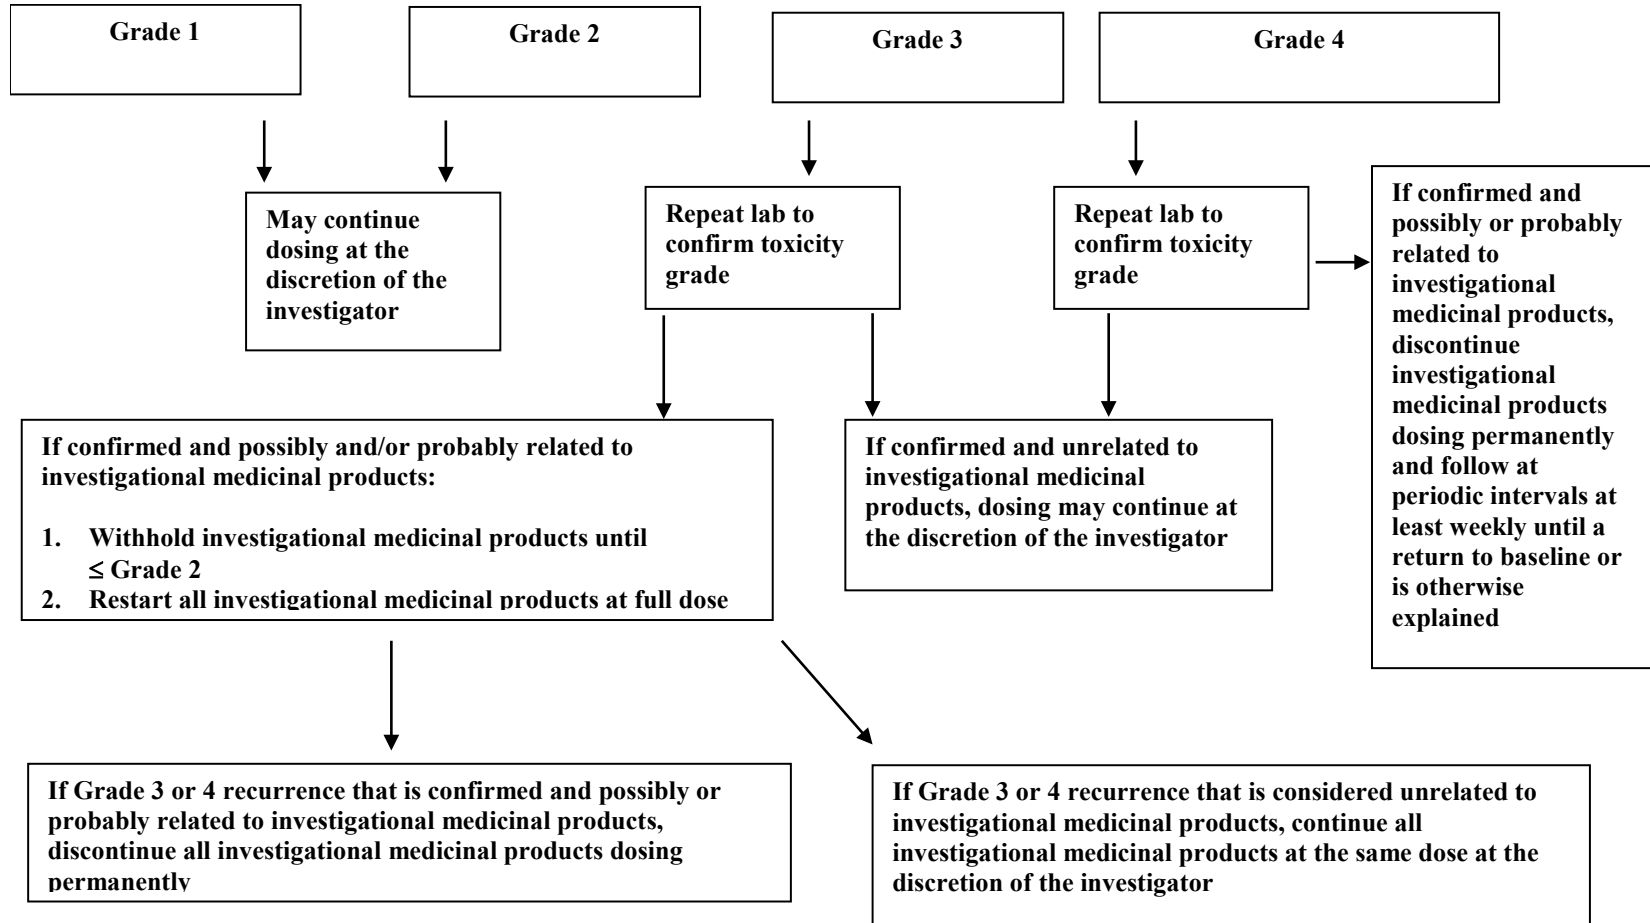 Grade 1
Grade 2
Grade 3
Grade 4
May continue
dosing at the
discretion of the
investigator
Repeat lab to
confirm toxicity
grade
Repeat lab to
confirm toxicity
grade
If confirmed and
possibly or probably
related to
investigational
medicinal products,
discontinue
investigational
medicinal products
dosing permanently
and follow at
periodic intervals at
least weekly until a
return to baseline or
is otherwise
explained
If confirmed and possibly and/or probably related to
investigational medicinal products:
1. Withhold investigational medicinal products until
≤ Grade 2
2. Restart all investigational medicinal products at full dose
If confirmed and unrelated to
investigational medicinal
products, dosing may continue at
the discretion of the investigator
If Grade 3 or 4 recurrence that is confirmed and possibly or
probably related to investigational medicinal products,
discontinue all investigational medicinal products dosing
permanently
If Grade 3 or 4 recurrence that is considered unrelated to
investigational medicinal products, continue all
investigational medicinal products at the same dose at the
discretion of the investigator